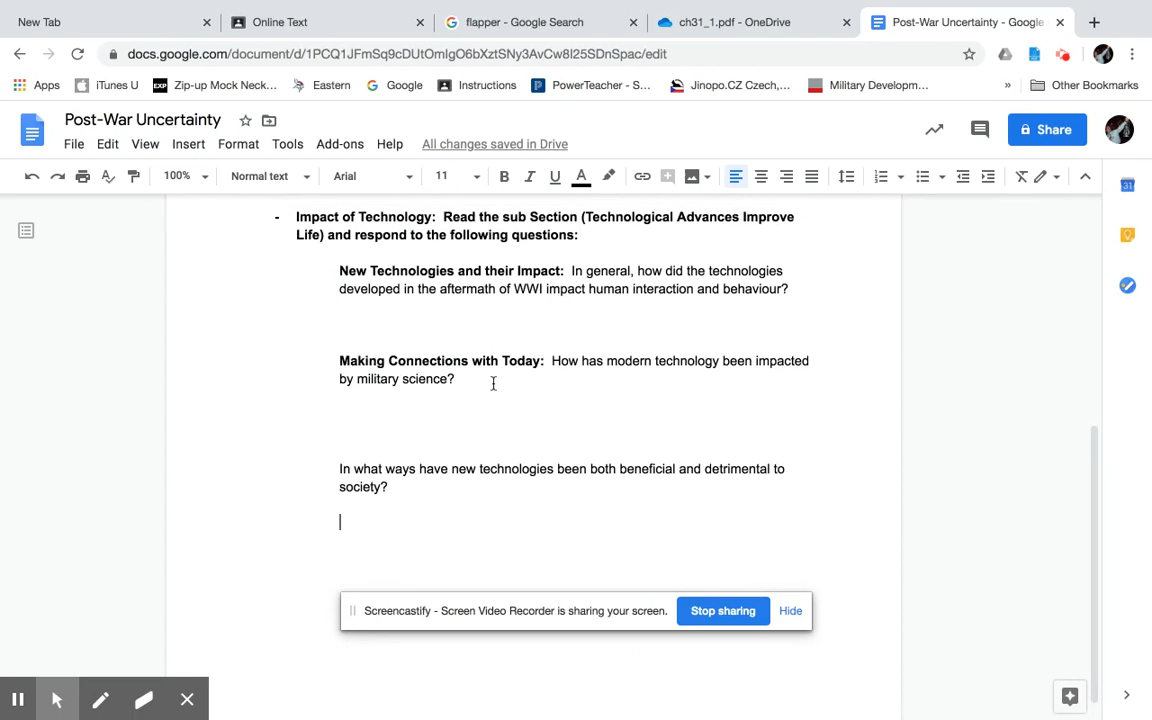 New Tab
Online Text
flapper - Google Search
ch31_1.pdf - OneDrive
Post-War Uncertainty - Google
docs.google.com/document/d/1PCQ1JFmSq9cDUtOmIgO6bXztSNy3AvCw8I25SDnSpac/edit
Apps
iTunes U
EXP Zip-up Mock Neck...
Eastern
Google
Instructions
PowerTeacher - S...
Jinopo.CZ Czech,...
Military Developm...
»
Other Bookmarks
Post-War Uncertainty
File Edit View Insert Format Tools Add-ons Help All changes saved in Drive
Share
100% Normal text Arial 11 B I U A
31
- Impact of Technology: Read the sub Section (Technological Advances Improve
Life) and respond to the following questions:
New Technologies and their Impact: In general, how did the technologies
developed in the aftermath of WWI impact human interaction and behaviour?
Making Connections with Today: How has modern technology been impacted
by military science?
In what ways have new technologies been both beneficial and detrimental to
society?
Screencastify - Screen Video Recorder is sharing your screen. Stop sharing Hide